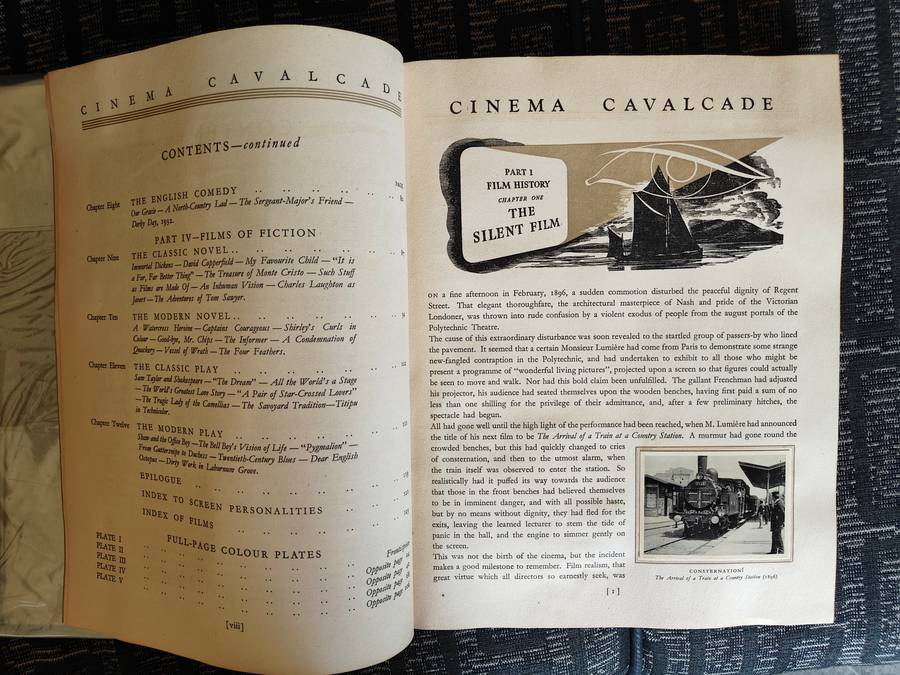 CINEMA CAVALCADE
CONTENTS—continued
PAGE
Chapter Eight THE ENGLISH COMEDY .. .. .. .. .. ..
Our Gracie — A North-Country Lad — The Sergeant-Major's Friend —
Derby Day, 1952.
PART IV—FILMS OF FICTION
Chapter Nine THE CLASSIC NOVEL .. .. .. .. .. ..
Immortal Dickens — David Copperfield — My Favourite Child — "It is
a Far, Far Better Thing" — The Treasure of Monte Cristo — Such Stuff
as Films are Made Of — An Inhuman Vision — Charles Laughton as
Janet — The Adventures of Tom Sawyer.
Chapter Ten THE MODERN NOVEL .. .. .. .. .. ..
A Watercress Heroine — Captains Courageous — Shirley's Curls in
Colour — Good-bye, Mr. Chips — The Informer — A Condemnation of
Quackery — Vessel of Wrath — The Four Feathers.
Chapter Eleven THE CLASSIC PLAY .. .. .. .. .. ..
Sam Taylor and Shakespeare — "The Dream" — All the World's a Stage
— The World's Greatest Love Story — "A Pair of Star-Crossed Lovers"
— The Tragic Lady of the Camellias — The Savoyard Tradition — Titipu
in Technicolor.
Chapter Twelve THE MODERN PLAY .. .. .. .. .. ..
Shaw and the Office Boy — The Bell Boy's Vision of Life — "Pygmalion" —
From Guttersnipe to Duchess — Twentieth-Century Blues — Dear English
Octopus — Dirty Work in Laburnum Grove.
EPILOGUE .. .. .. .. .. ..
INDEX TO SCREEN PERSONALITIES .. .. ..
INDEX OF FILMS .. .. .. .. ..
FULL-PAGE COLOUR PLATES
PLATE I .. .. .. .. .. Frontispiece
PLATE II .. .. .. .. .. Opposite page
PLATE III .. .. .. .. .. Opposite page
PLATE IV .. .. .. .. .. Opposite page
PLATE V .. .. .. .. .. Opposite page
[viii]
CINEMA CAVALCADE
PART I
FILM HISTORY
CHAPTER ONE
THE
SILENT FILM
ON a fine afternoon in February, 1896, a sudden commotion disturbed the peaceful dignity of Regent
Street. That elegant thoroughfare, the architectural masterpiece of Nash and pride of the Victorian
Londoner, was thrown into rude confusion by a violent exodus of people from the august portals of the
Polytechnic Theatre.
The cause of this extraordinary disturbance was soon revealed to the startled group of passers-by who lined
the pavement. It seemed that a certain Monsieur Lumière had come from Paris to demonstrate some strange
new-fangled contraption in the Polytechnic, and had undertaken to exhibit to all those who might be
present a programme of "wonderful living pictures", projected upon a screen so that figures could actually
be seen to move and walk. Nor had this bold claim been unfulfilled. The gallant Frenchman had adjusted
his projector, his audience had seated themselves upon the wooden benches, having first paid a sum of no
less than one shilling for the privilege of their admittance, and, after a few preliminary hitches, the
spectacle had begun.
All had gone well until the high light of the performance had been reached, when M. Lumière had announced
the title of his next film to be The Arrival of a Train at a Country Station. A murmur had gone round the
crowded benches, but this had quickly changed to cries
of consternation, and then to the utmost alarm, when
the train itself was observed to enter the station. So
realistically had it puffed its way towards the audience
that those in the front benches had believed themselves
to be in imminent danger, and with all possible haste,
but by no means without dignity, they had fled for the
exits, leaving the learned lecturer to stem the tide of
panic in the hall, and the engine to simmer gently on
the screen.
This was not the birth of the cinema, but the incident
makes a good milestone to remember. Film realism, that
great virtue which all directors so earnestly seek, was
CONSTERNATION!
The Arrival of a Train at a Country Station (1896)
[1]